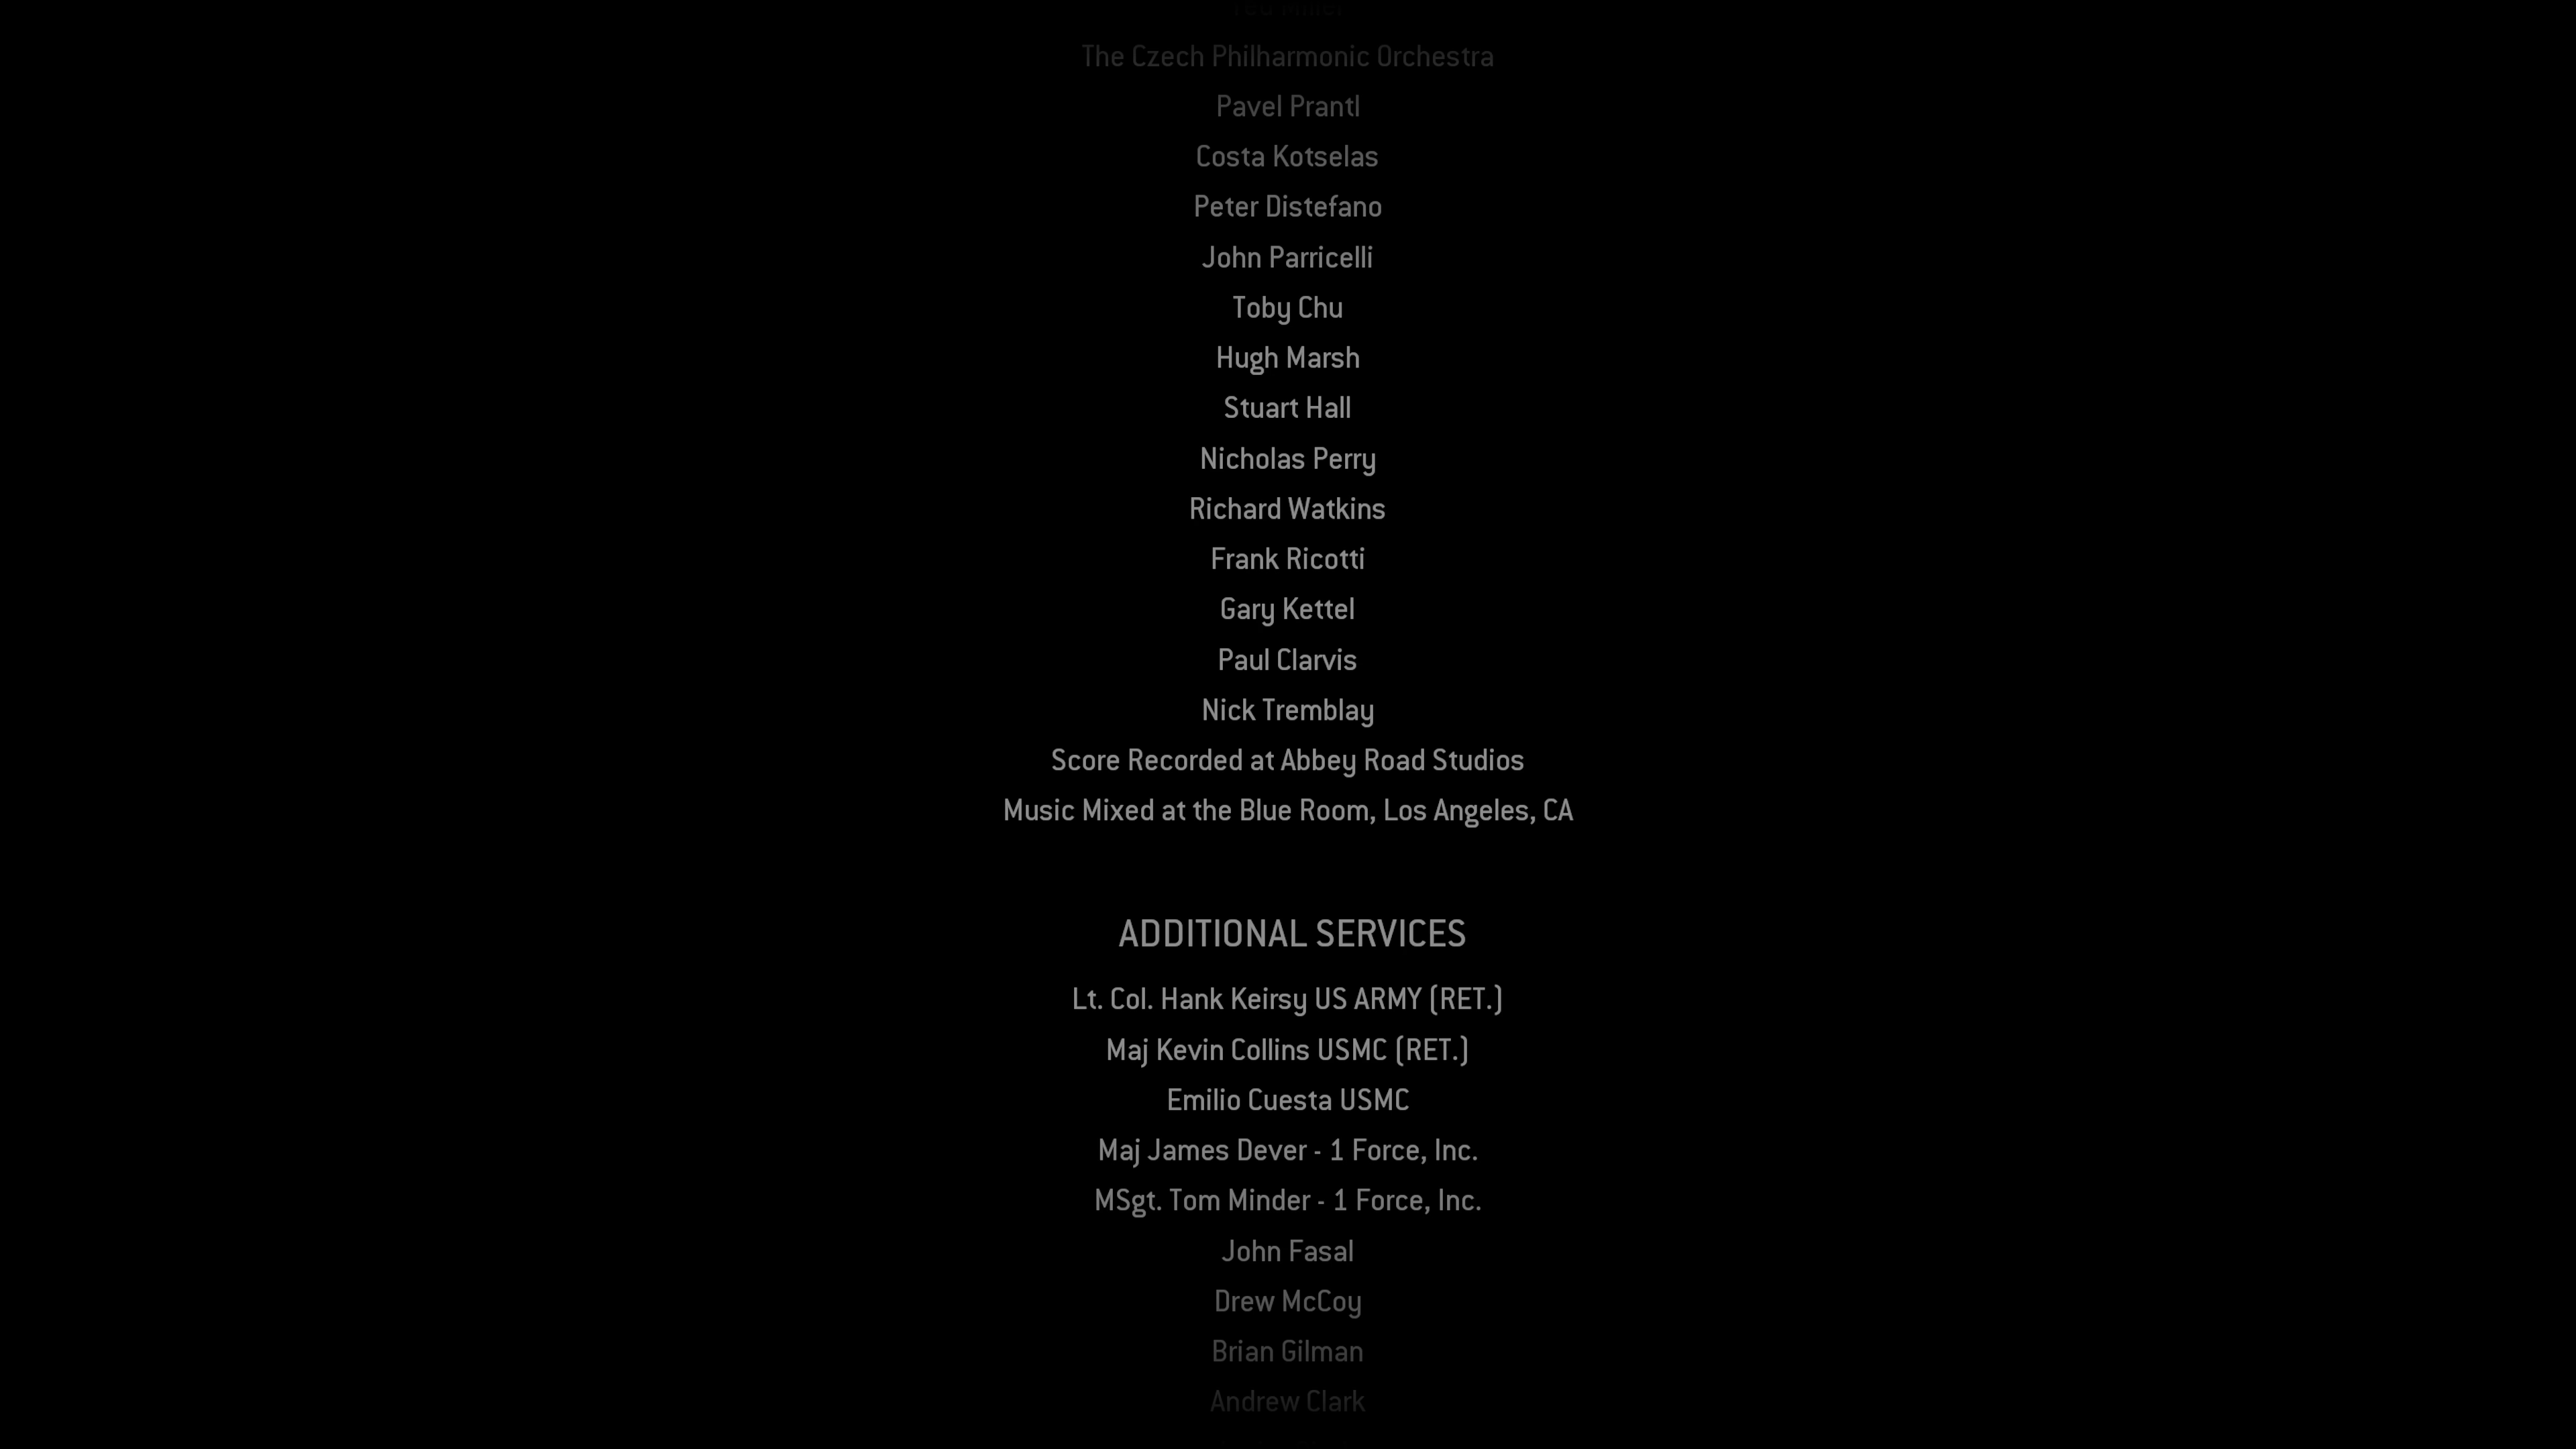 The Czech Philharmonic Orchestra
Pavel Prantl
Costa Kotselas
Peter Distefano
John Parricelli
Toby Chu
Hugh Marsh
Stuart Hall
Nicholas Perry
Richard Watkins
Frank Ricotti
Gary Kettel
Paul Clarvis
Nick Tremblay
Score Recorded at Abbey Road Studios
Music Mixed at the Blue Room, Los Angeles, CA
ADDITIONAL SERVICES
Lt. Col. Hank Keirsy US ARMY (RET.)
Maj Kevin Collins USMC (RET.)
Emilio Cuesta USMC
Maj James Dever - 1 Force, Inc.
MSgt. Tom Minder - 1 Force, Inc.
John Fasal
Drew McCoy
Brian Gilman
Andrew Clark